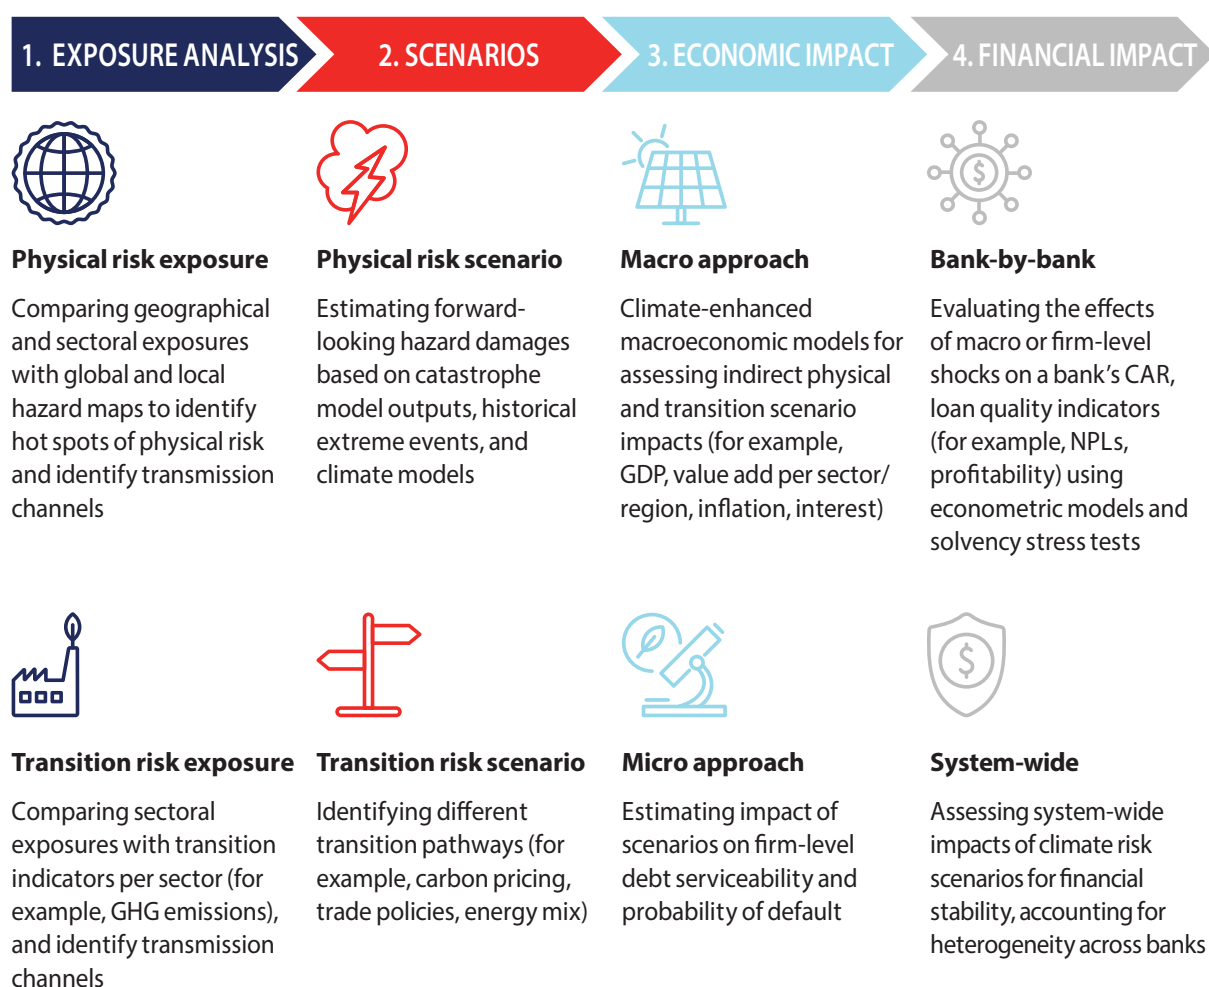 1. EXPOSURE ANALYSIS
2. SCENARIOS
3. ECONOMIC IMPACT
4. FINANCIAL IMPACT
Physical risk exposure
Comparing geographical
and sectoral exposures
with global and local
hazard maps to identify
hot spots of physical risk
and identify transmission
channels
Physical risk scenario
Estimating forward-
looking hazard damages
based on catastrophe
model outputs, historical
extreme events, and
climate models
Macro approach
Climate-enhanced
macroeconomic models for
assessing indirect physical
and transition scenario
impacts (for example,
GDP, value add per sector/
region, inflation, interest)
$
Bank-by-bank
Evaluating the effects
of macro or firm-level
shocks on a bank's CAR,
loan quality indicators
(for example, NPLs,
profitability) using
econometric models and
solvency stress tests
Transition risk exposure
Comparing sectoral
exposures with transition
indicators per sector (for
example, GHG emissions),
and identify transmission
channels
Transition risk scenario
Identifying different
transition pathways (for
example, carbon pricing,
trade policies, energy mix)
Micro approach
Estimating impact of
scenarios on firm-level
debt serviceability and
probability of default
$
System-wide
Assessing system-wide
impacts of climate risk
scenarios for financial
stability, accounting for
heterogeneity across banks